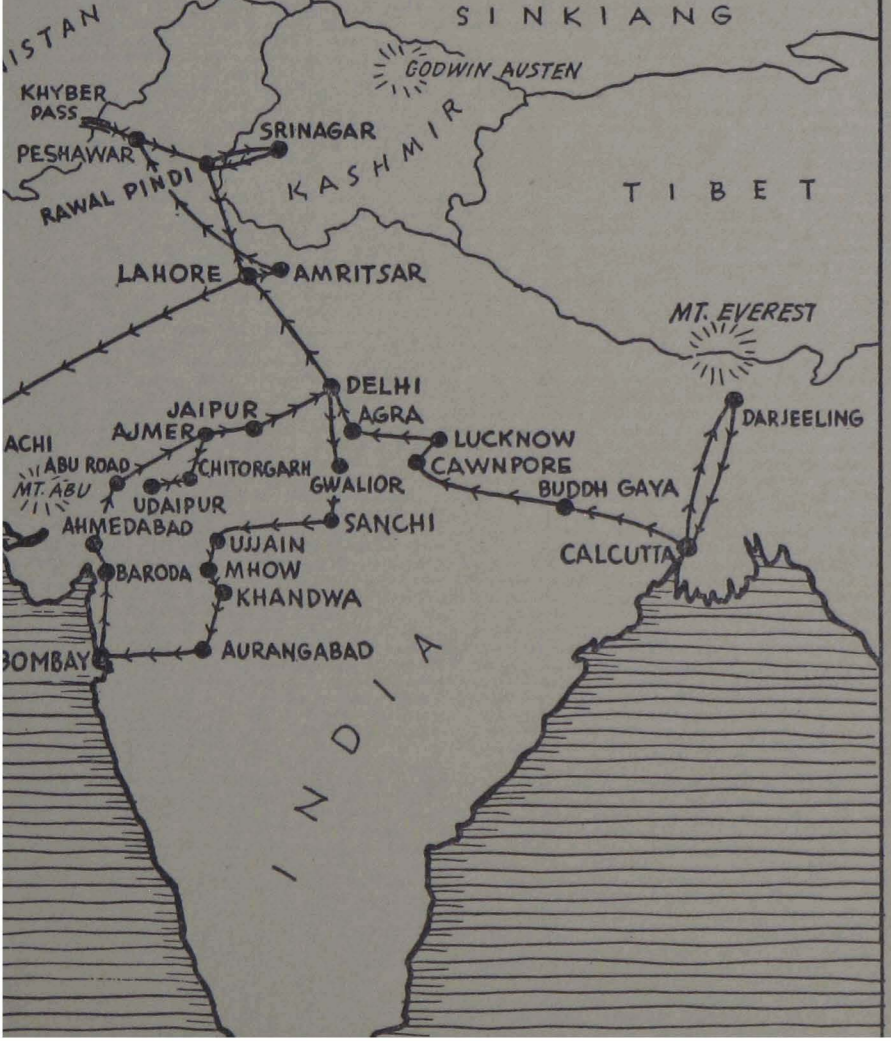 SINKIANG
ISTAN
GODWIN AUSTEN
KHYBER
PASS
SRINAGAR
PESHAWAR
KASHMIR
RAWAL PINDI
TIBET
LAHORE
AMRITSAR
MT. EVEREST
DELHI
JAIPUR
AGRA
DARJEELING
AJMER
LUCKNOW
ACHI
ABU ROAD
CHITORGARH
CAWNPORE
MT. ABU
GWALIOR
BUDDH GAYA
UDAIPUR
AHMEDABAD
SANCHI
UJJAIN
CALCUTTA
BARODA
MHOW
KHANDWA
BOMBAY
AURANGABAD
INDIA